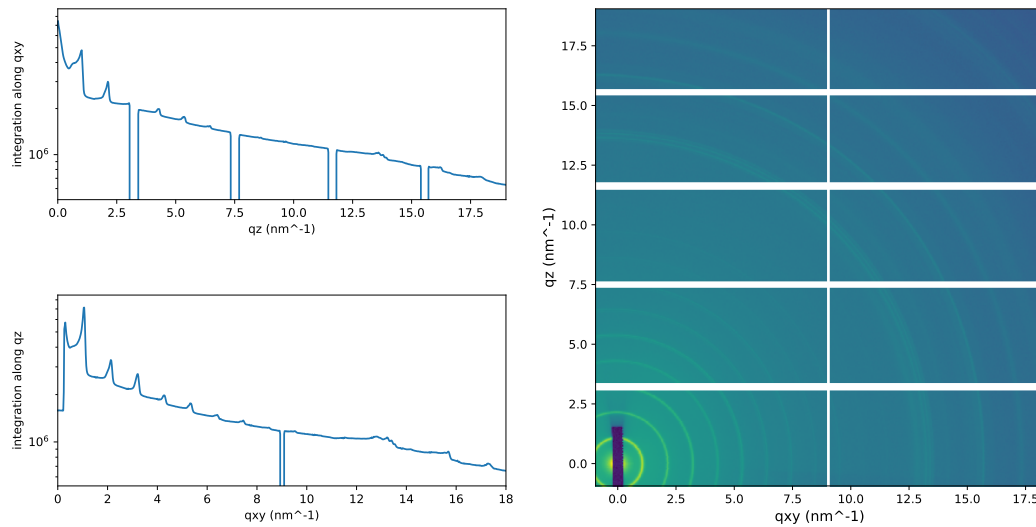 integration along qxy
10^6
0.0 2.5 5.0 7.5 10.0 12.5 15.0 17.5
qz (nm^-1)
integration along qz
10^6
0 2 4 6 8 10 12 14 16 18
qxy (nm^-1)
qz (nm^-1)
17.5
15.0
12.5
10.0
7.5
5.0
2.5
0.0
0.0 2.5 5.0 7.5 10.0 12.5 15.0 17.5
qxy (nm^-1)